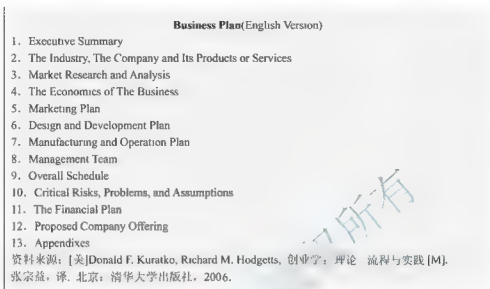 Business Plan(English Version)
1. Executive Summary
2. The Industry, The Company and Its Products or Services
3. Market Research and Analysis
4. The Economics of The Business
5. Marketing Plan
6. Design and Development Plan
7. Manufacturing and Operation Plan
8. Management Team
9. Overall Schedule
10. Critical Risks, Problems, and Assumptions
11. The Financial Plan
12. Proposed Company Offering
13. Appendixes
资料来源：[美]Donald F. Kuratko, Richard M. Hodgetts, 创业学：理论 流程与实践 [M].
张宗益，译. 北京：清华大学出版社，2006.
所有